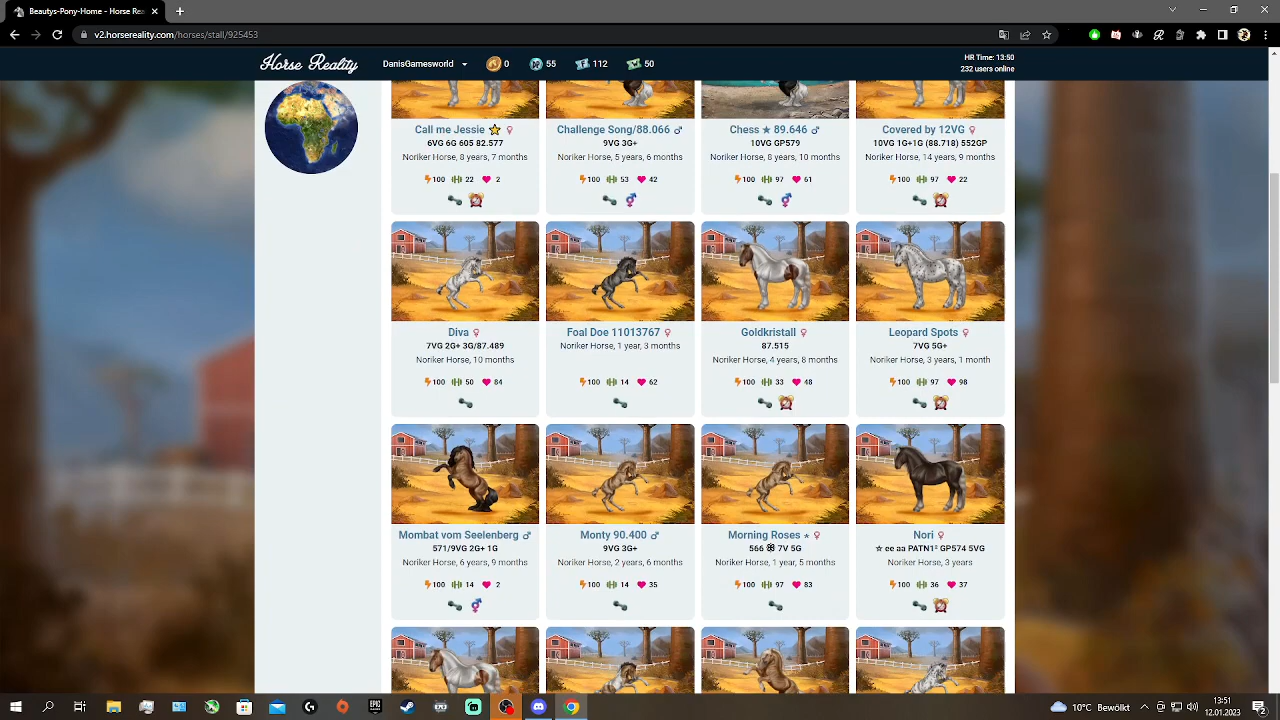 Beautys-Pony-Home - Horse Re
v2.horsereality.com/horses/stall/925453
Horse Reality
DanisGamesworld
0
55
112
50
HR Time: 13:50
232 users online
Call me Jessie ⭐ ♀
6VG 6G 605 82.577
Noriker Horse, 8 years, 7 months
100 22 2
Challenge Song/88.066 ♂
9VG 3G+
Noriker Horse, 5 years, 6 months
100 53 42
Chess ★ 89.646 ♂
10VG GP579
Noriker Horse, 8 years, 10 months
100 97 61
Covered by 12VG ♀
10VG 1G+1G (88.718) 552GP
Noriker Horse, 14 years, 9 months
100 97 22
Diva ♀
7VG 2G+ 3G/87.489
Noriker Horse, 10 months
100 50 84
Foal Doe 11013767 ♀
Noriker Horse, 1 year, 3 months
100 14 62
Goldkristall ♀
87.515
Noriker Horse, 4 years, 8 months
100 33 48
Leopard Spots ♀
7VG 5G+
Noriker Horse, 3 years, 1 month
100 97 98
Mombat vom Seelenberg ♂
571/9VG 2G+ 1G
Noriker Horse, 6 years, 9 months
100 14 2
Monty 90.400 ♂
9VG 3G+
Noriker Horse, 2 years, 6 months
100 14 35
Morning Roses ⋆ ♀
566 🏵 7V 5G
Noriker Horse, 1 year, 5 months
100 97 83
Nori ♀
☆ ee aa PATN1² GP574 5VG
Noriker Horse, 3 years
100 36 37
EPIC
10°C Bewölkt
13:51
12.01.2023
2